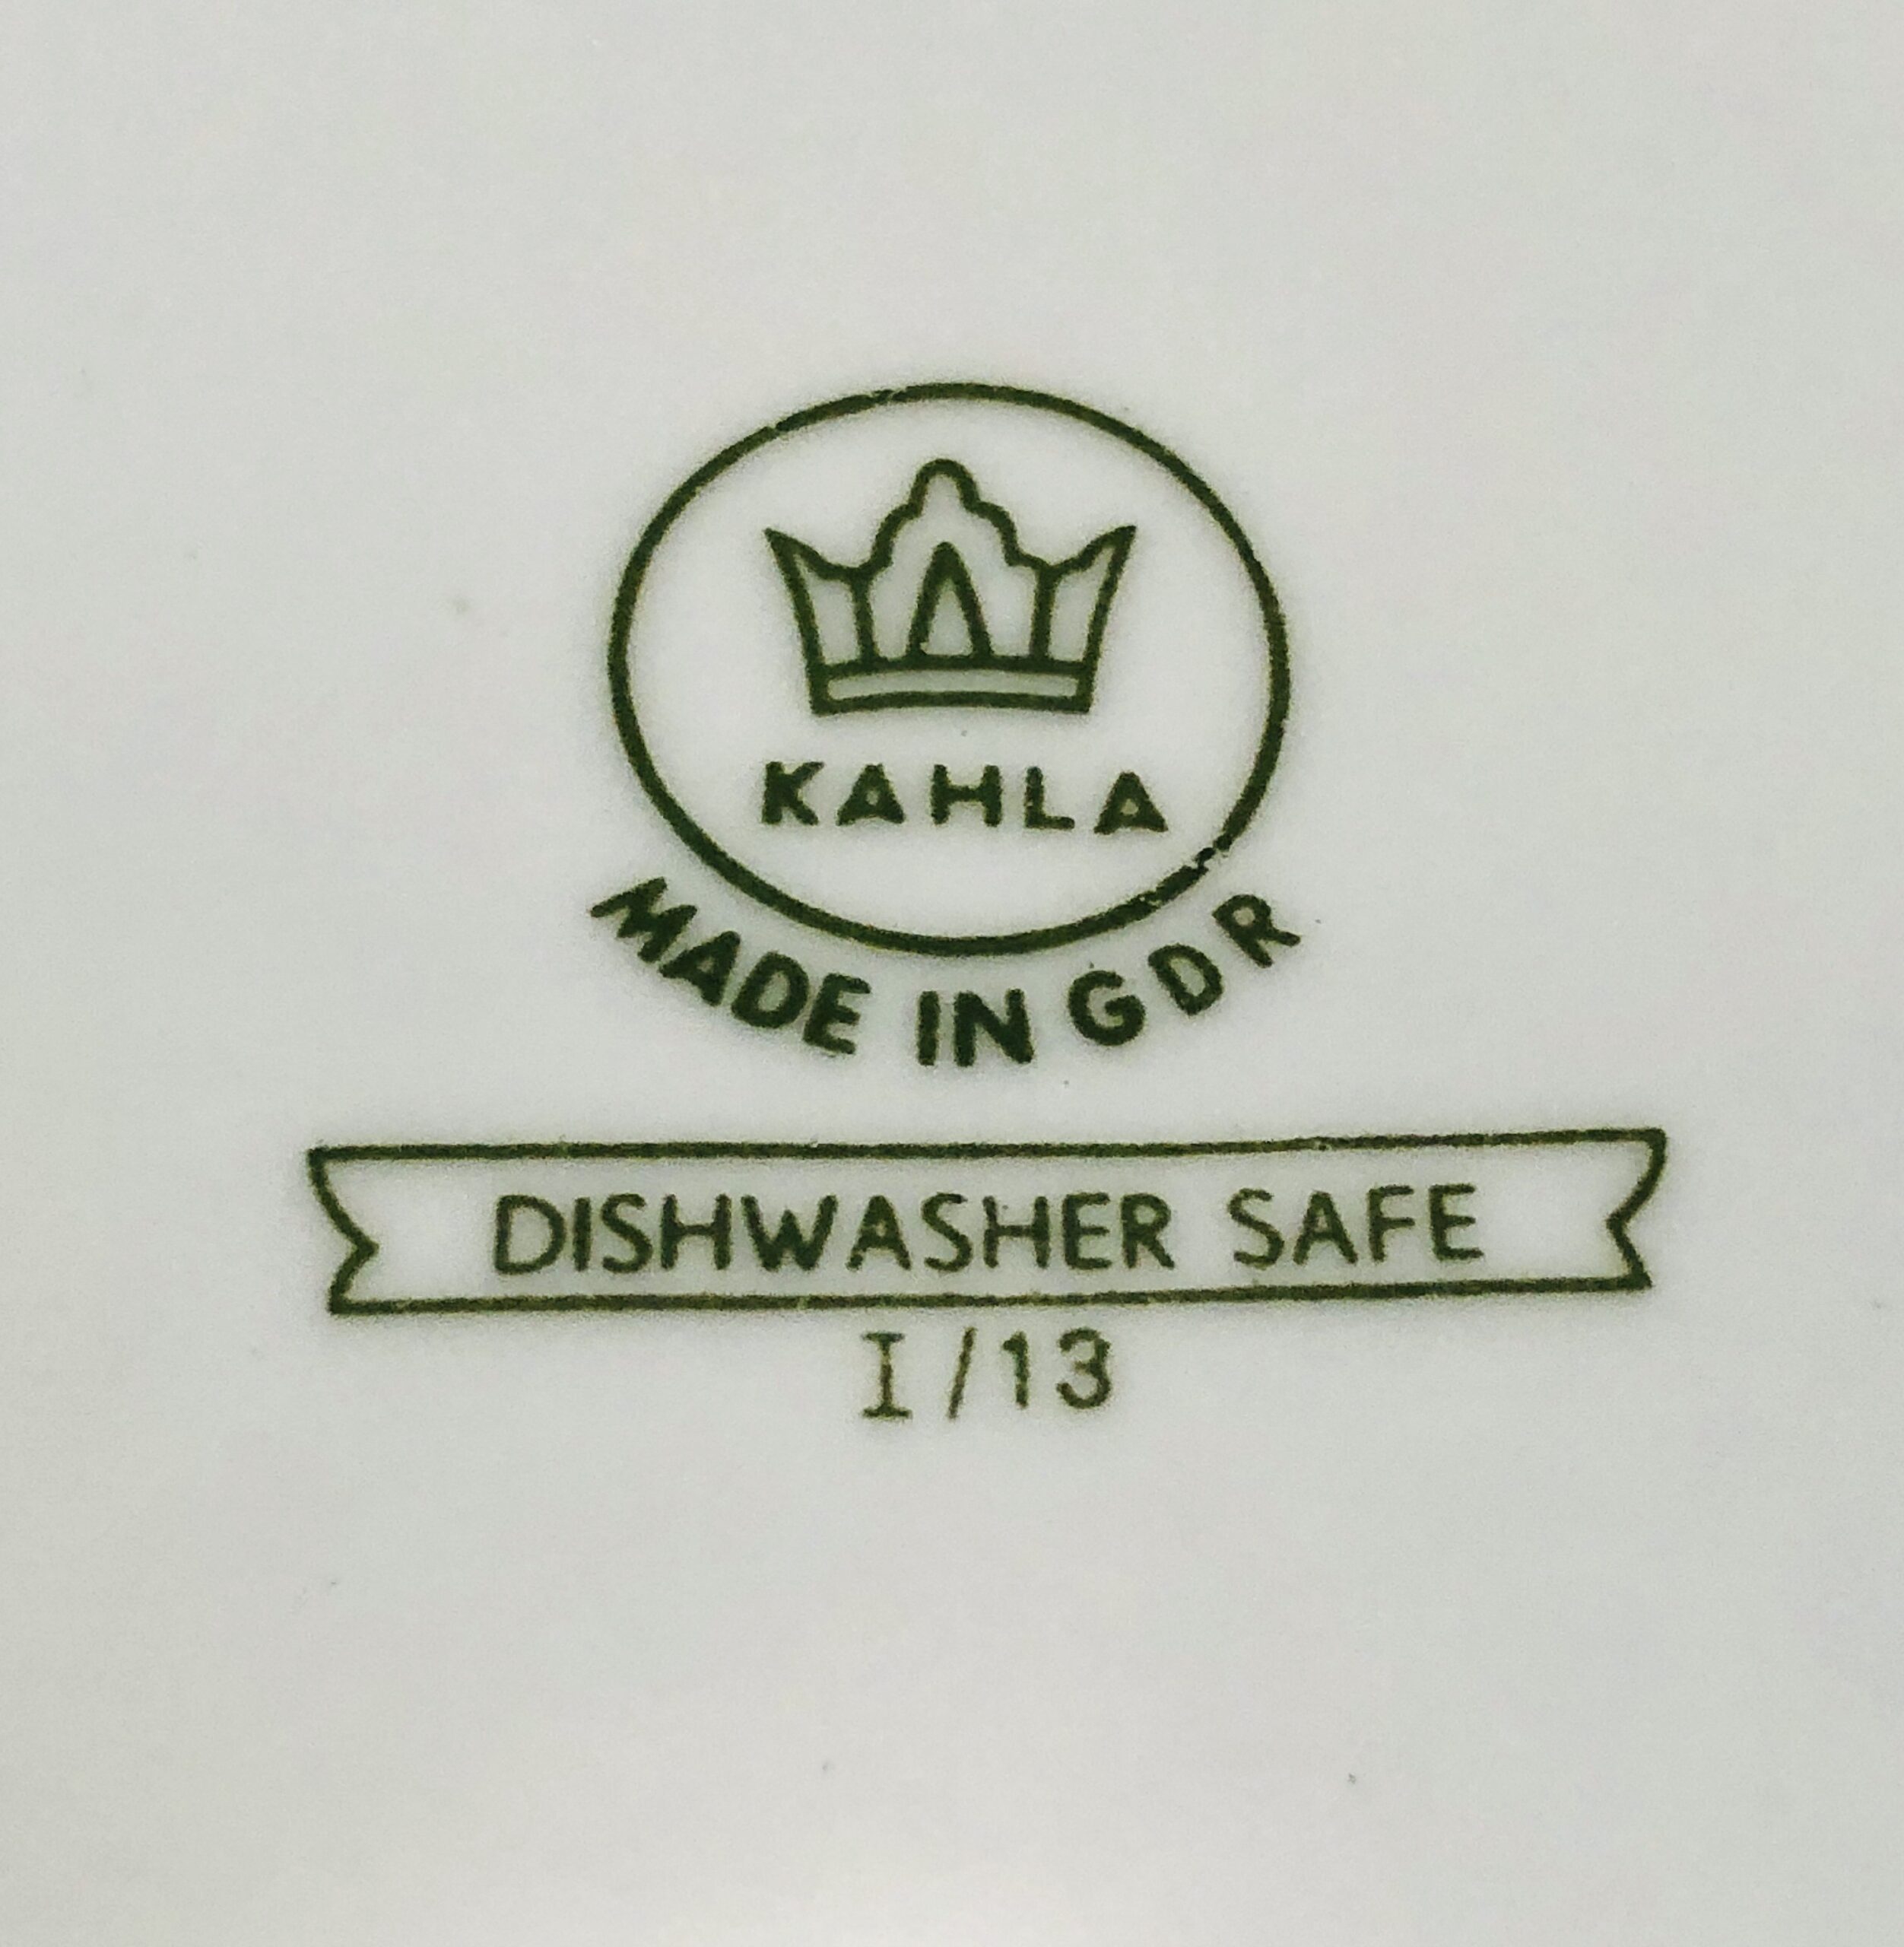 KAHLA
MADE IN GDR
DISHWASHER SAFE
I/13